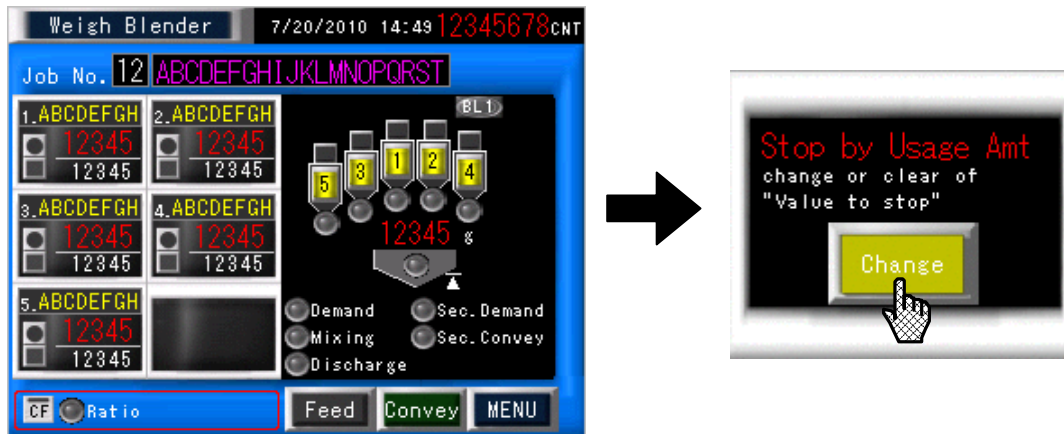 Weigh Blender 7/20/2010 14:49 12345678CNT
Job No. 12 ABCDEFGHIJKLMNOPQRST
1.ABCDEFGH
12345
12345
2.ABCDEFGH
12345
12345
3.ABCDEFGH
12345
12345
4.ABCDEFGH
12345
12345
5.ABCDEFGH
12345
12345
BL1
5 3 1 2 4
12345 g
Demand Sec.Demand
Mixing Sec.Convey
Discharge
CF Ratio
Feed Convey MENU
Stop by Usage Amt
change or clear of
"Value to stop"
Change